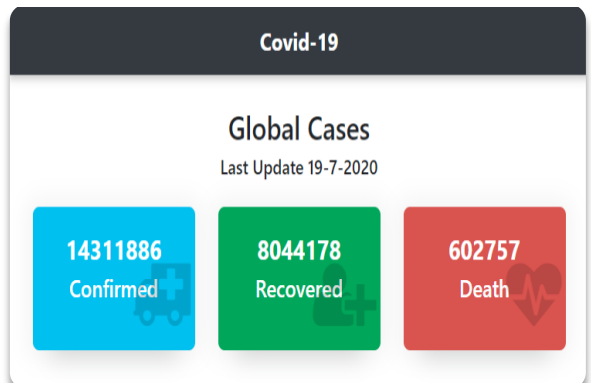 Covid-19
Global Cases
Last Update 19-7-2020
14311886
Confirmed
8044178
Recovered
602757
Death